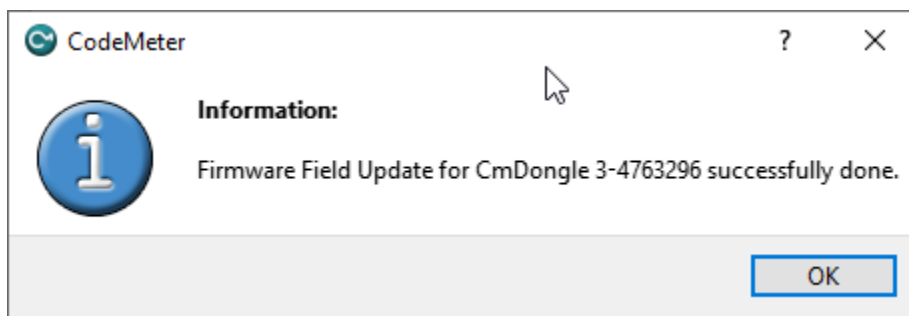 CodeMeter
?
Information:
Firmware Field Update for CmDongle 3-4763296 successfully done.
OK